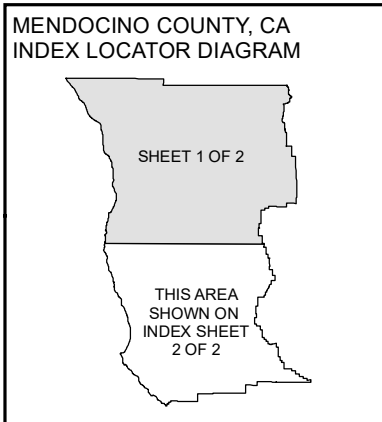 MENDOCINO COUNTY, CA
INDEX LOCATOR DIAGRAM
SHEET 1 OF 2
THIS AREA
SHOWN ON
INDEX SHEET
2 OF 2